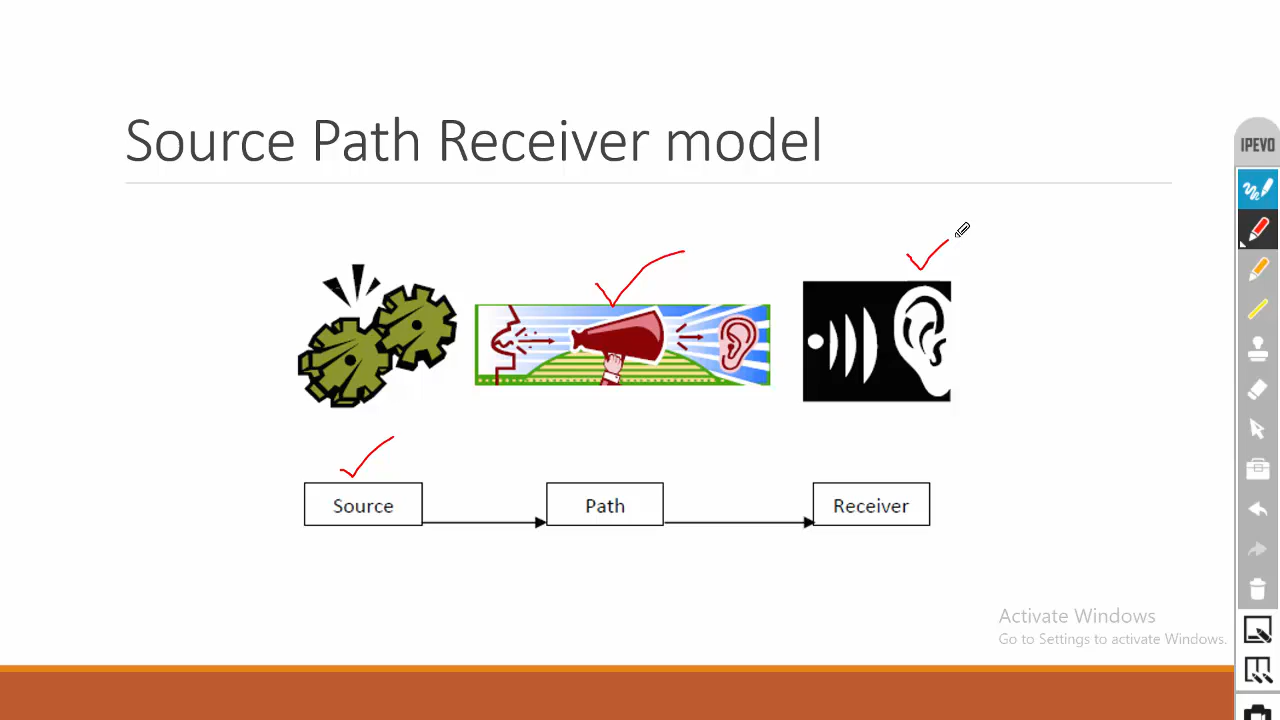 Source Path Receiver model
IPEVO
Source
Path
Receiver
Activate Windows
Go to Settings to activate Windows.